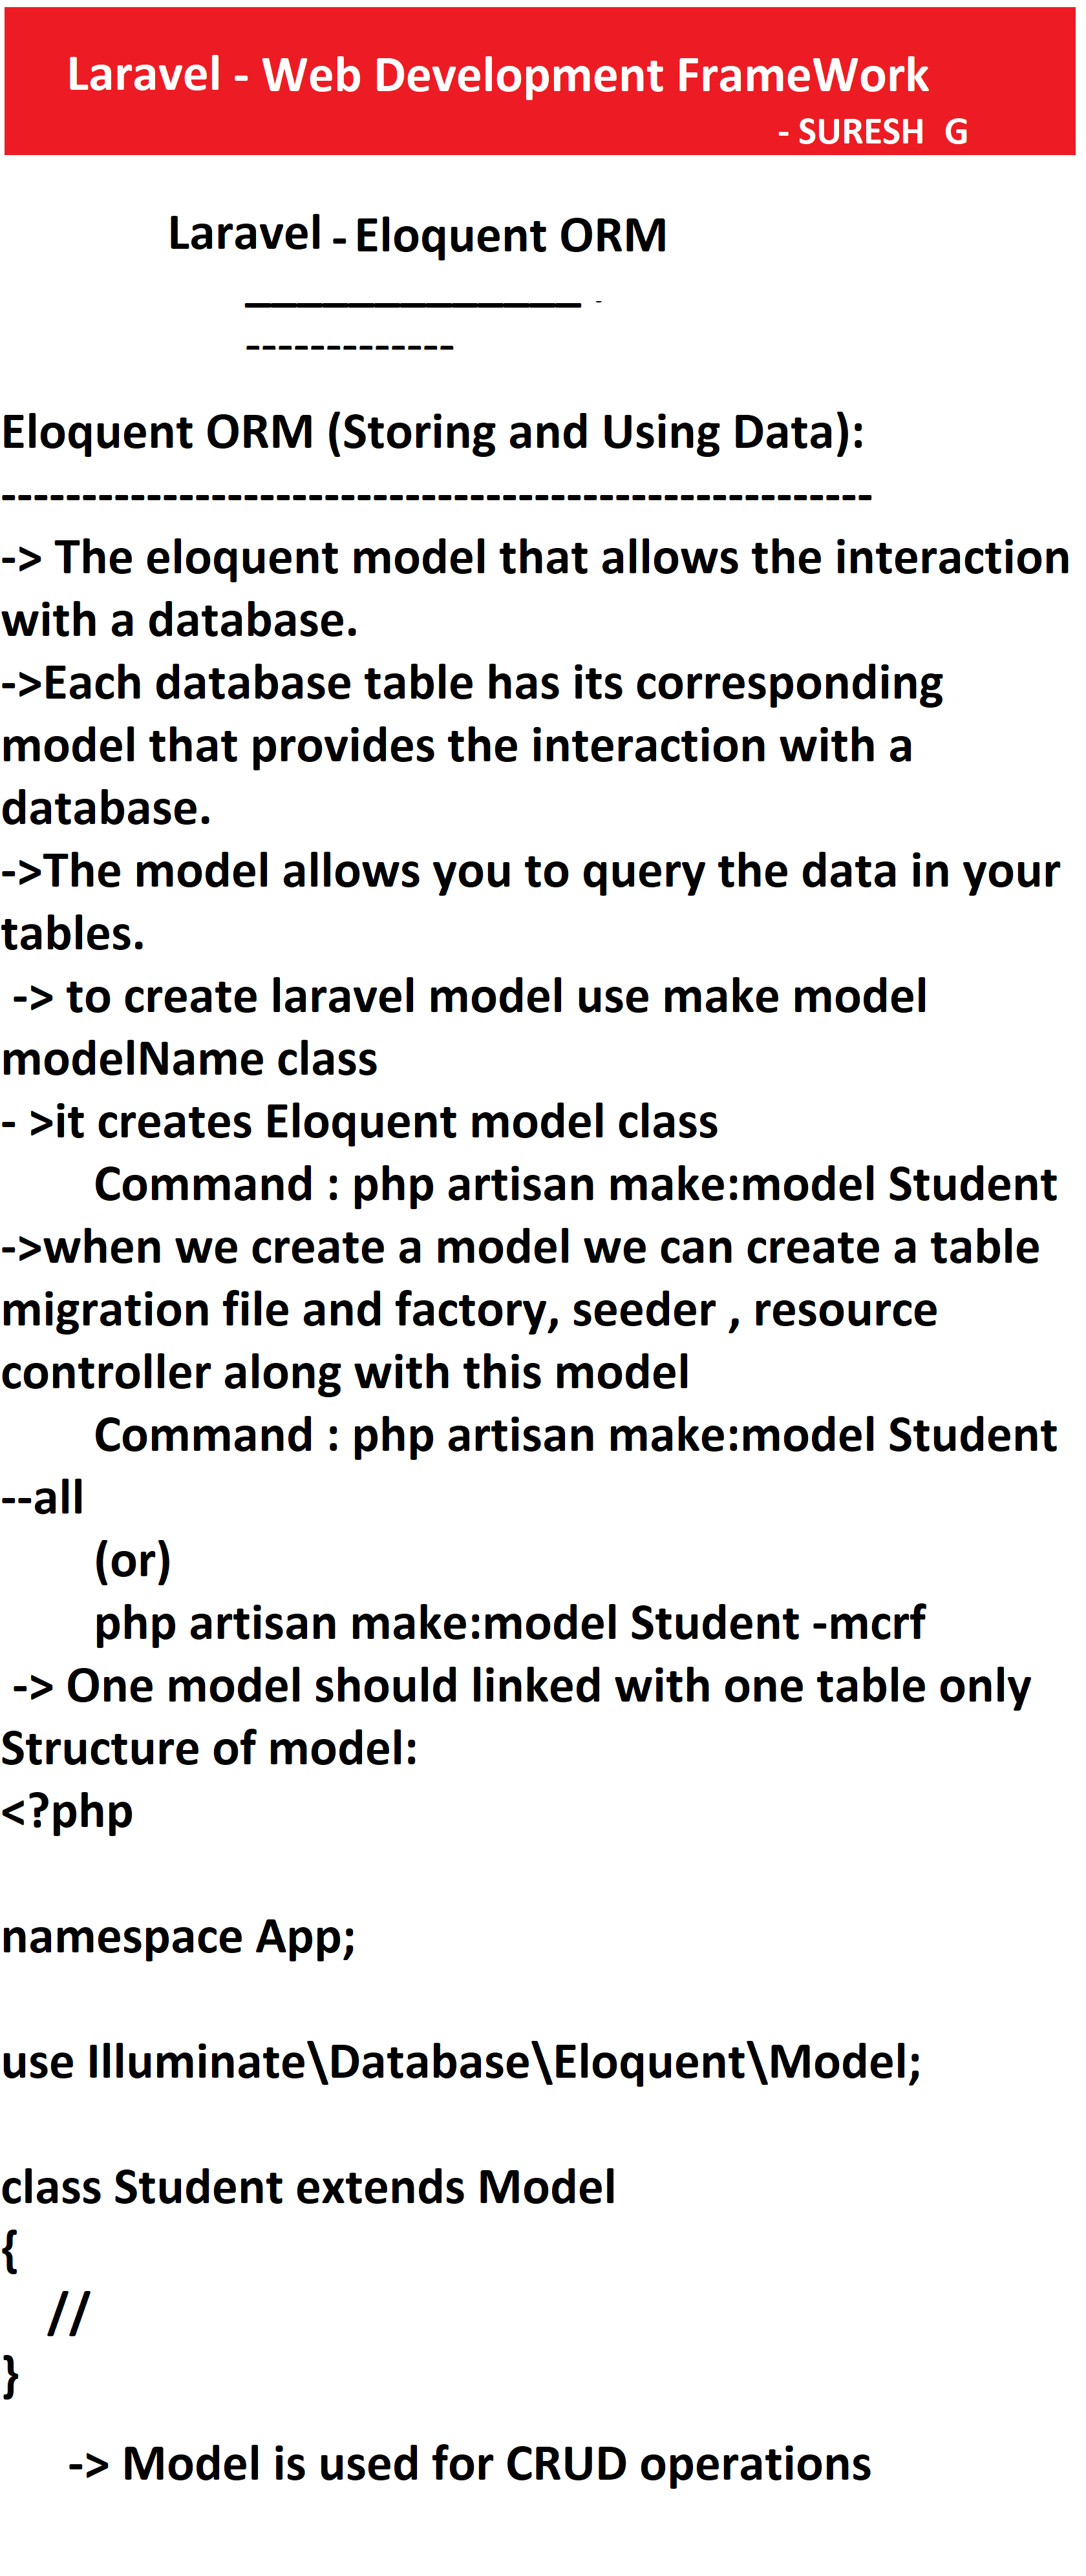 Laravel - Web Development FrameWork
- SURESH G
Laravel - Eloquent ORM
_____________ -
-------------
Eloquent ORM (Storing and Using Data):
------------------------------------------------------
-> The eloquent model that allows the interaction
with a database.
->Each database table has its corresponding
model that provides the interaction with a
database.
->The model allows you to query the data in your
tables.
-> to create laravel model use make model
modelName class
- >it creates Eloquent model class
Command : php artisan make:model Student
->when we create a model we can create a table
migration file and factory, seeder , resource
controller along with this model
Command : php artisan make:model Student
--all
(or)
php artisan make:model Student -mcrf
-> One model should linked with one table only
Structure of model:
<?php
namespace App;
use Illuminate\Database\Eloquent\Model;
class Student extends Model
{
//
}
-> Model is used for CRUD operations